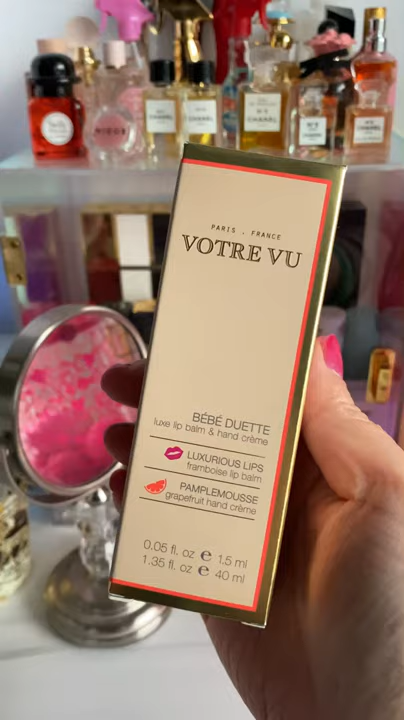 CHANEL
CHANEL
CHANEL
CHANEL
CHANEL
PARIS . FRANCE
VOTRE VU
BÉBÉ DUETTE
luxe lip balm & hand crème
LUXURIOUS LIPS
framboise lip balm
PAMPLEMOUSSE
grapefruit hand crème
0.05 fl. oz e 1.5 ml
1.35 fl. oz e 40 ml